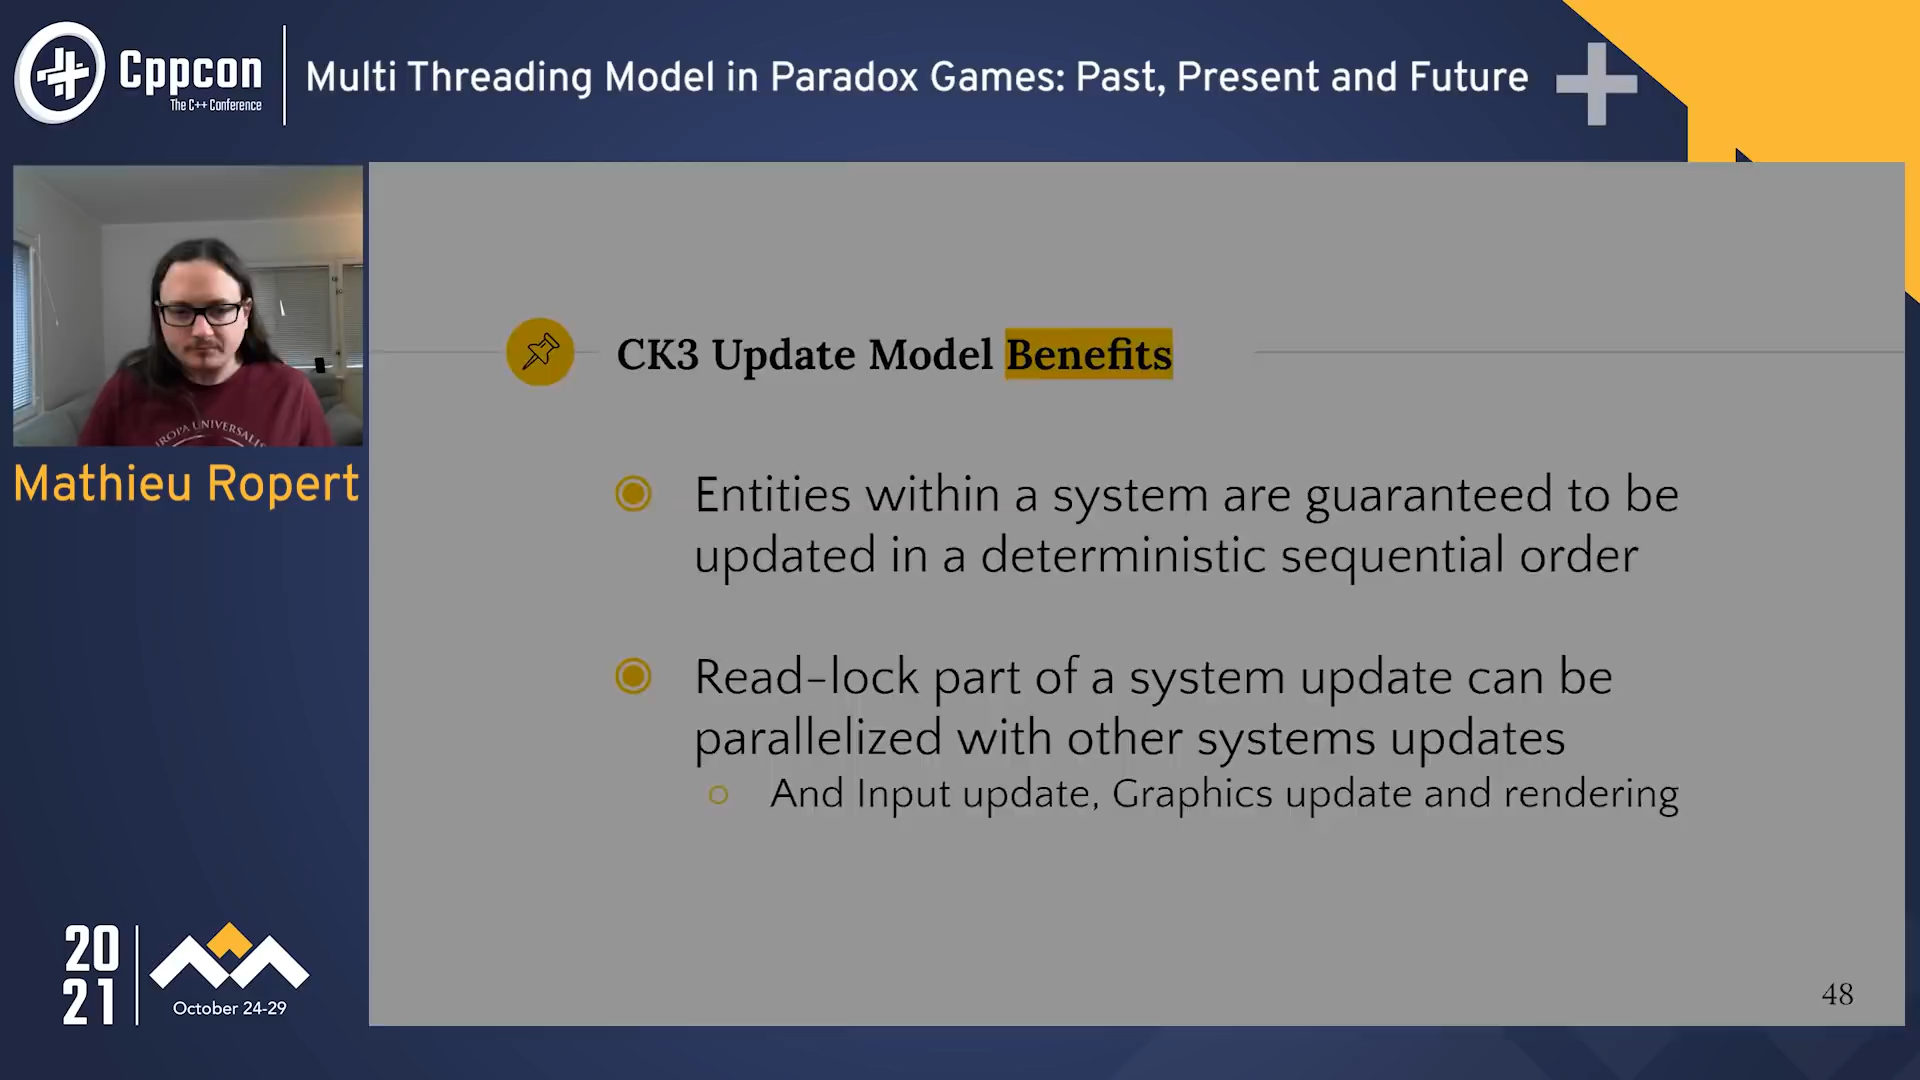 Cppcon
The C++ Conference
Multi Threading Model in Paradox Games: Past, Present and Future
ROPA UNIVERSALIS
Mathieu Ropert
CK3 Update Model Benefits
Entities within a system are guaranteed to be
updated in a deterministic sequential order
Read-lock part of a system update can be
parallelized with other systems updates
And Input update, Graphics update and rendering
48
20
21
October 24-29